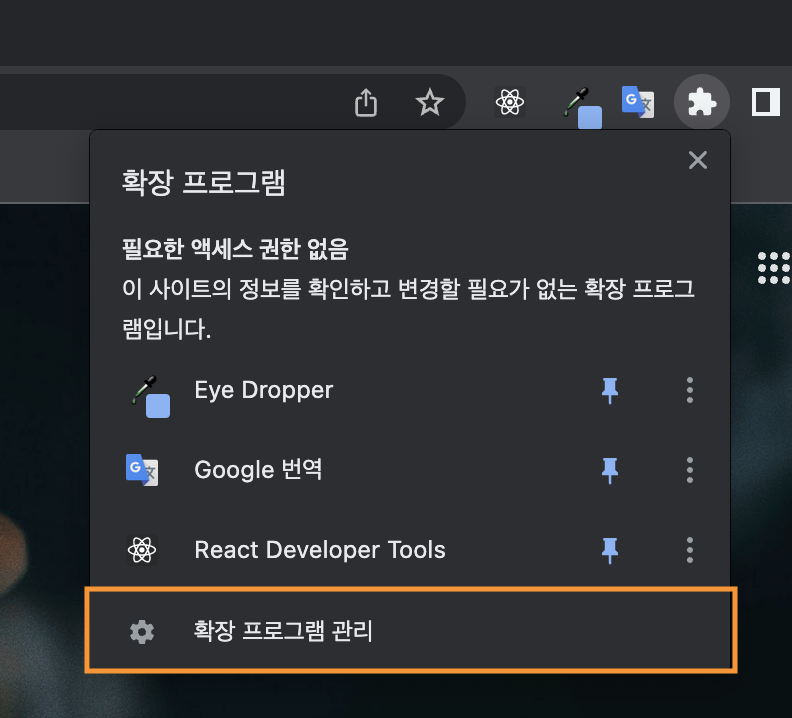 확장 프로그램
필요한 액세스 권한 없음
이 사이트의 정보를 확인하고 변경할 필요가 없는 확장 프로그
램입니다.
Eye Dropper
Google 번역
React Developer Tools
확장 프로그램 관리